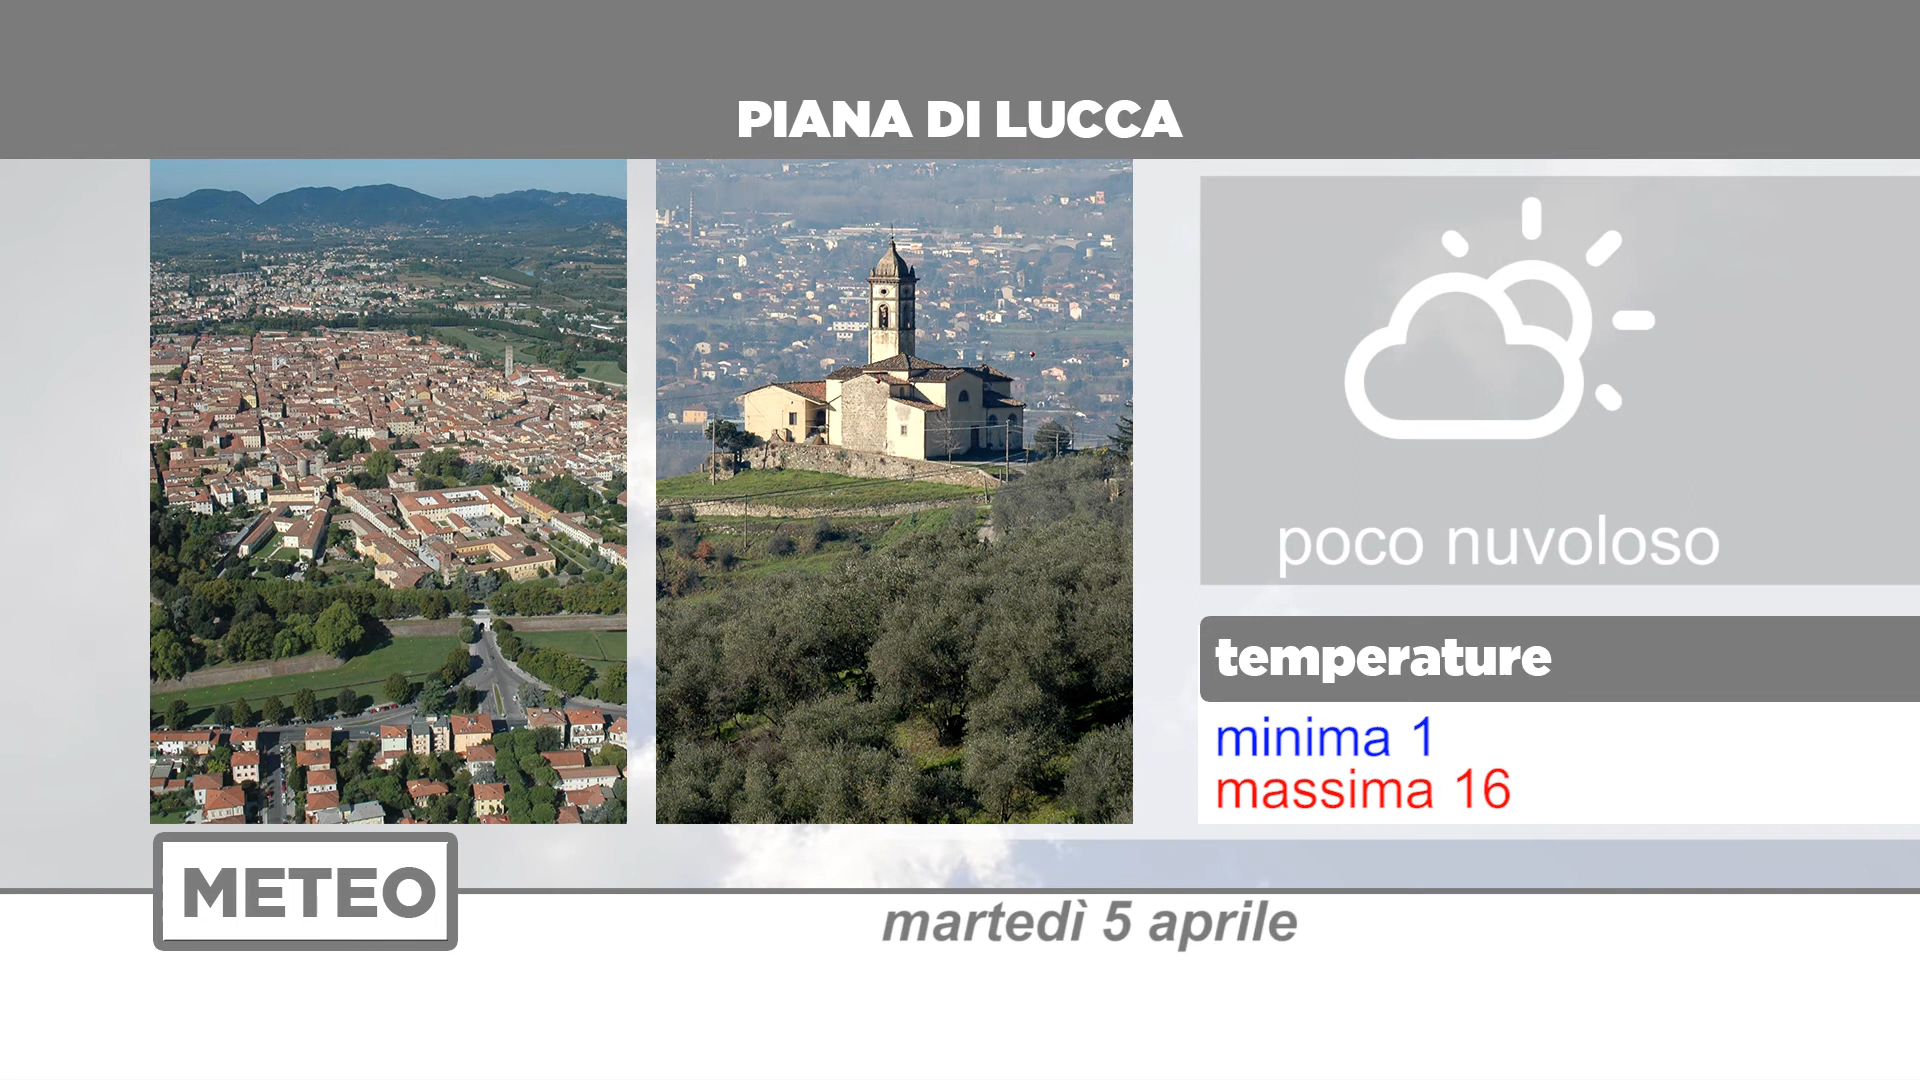 PIANA DI LUCCA
poco nuvoloso
temperature
minima 1
massima 16
METEO
martedì 5 aprile